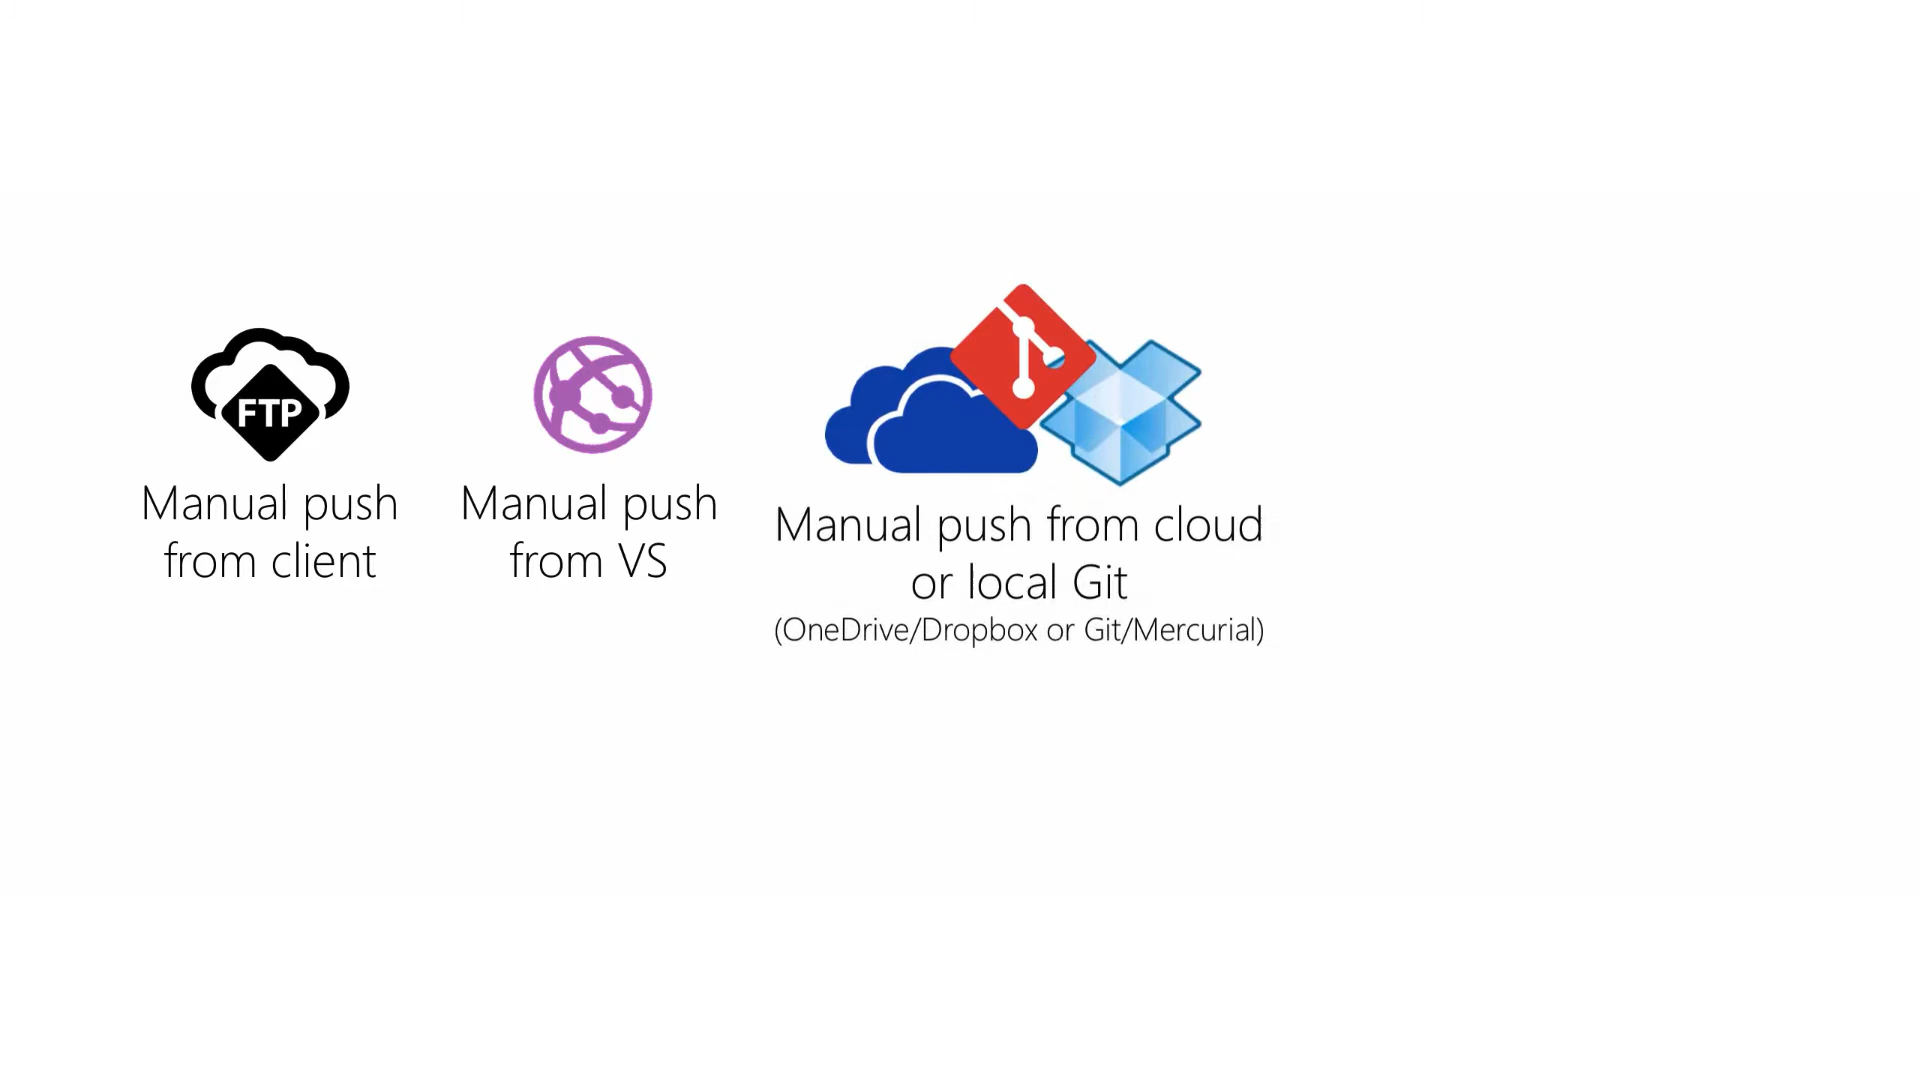 FTP
Manual push
from client
Manual push
from VS
Manual push from cloud
or local Git
(OneDrive/Dropbox or Git/Mercurial)